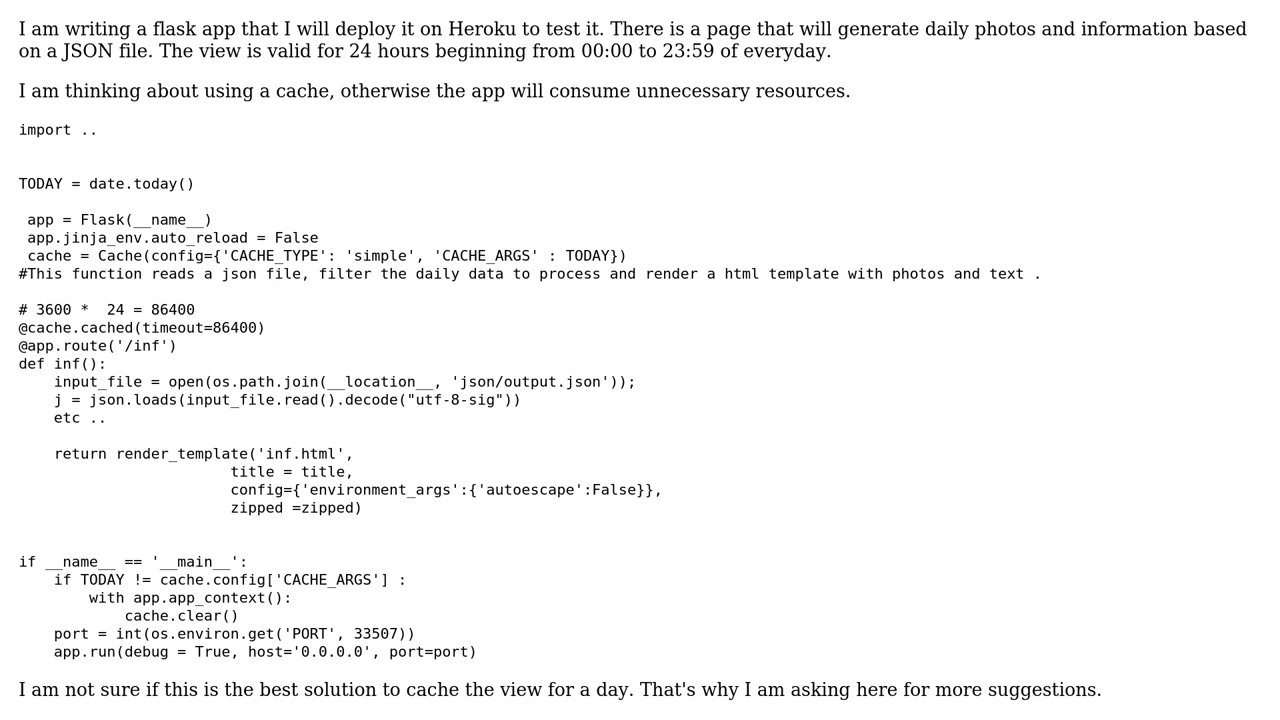 I am writing a flask app that I will deploy it on Heroku to test it. There is a page that will generate daily photos and information based
on a JSON file. The view is valid for 24 hours beginning from 00:00 to 23:59 of everyday.
I am thinking about using a cache, otherwise the app will consume unnecessary resources.
import ..
TODAY = date.today()
 app = Flask(__name__)
 app.jinja_env.auto_reload = False
 cache = Cache(config={'CACHE_TYPE': 'simple', 'CACHE_ARGS' : TODAY})
#This function reads a json file, filter the daily data to process and render a html template with photos and text .
# 3600 *  24 = 86400
@cache.cached(timeout=86400)
@app.route('/inf')
def inf():
    input_file = open(os.path.join(__location__, 'json/output.json'));
    j = json.loads(input_file.read().decode("utf-8-sig"))
    etc ..
    return render_template('inf.html',
                        title = title,
                        config={'environment_args':{'autoescape':False}},
                        zipped =zipped)
if __name__ == '__main__':
    if TODAY != cache.config['CACHE_ARGS'] :
        with app.app_context():
            cache.clear()
    port = int(os.environ.get('PORT', 33507))
    app.run(debug = True, host='0.0.0.0', port=port)
I am not sure if this is the best solution to cache the view for a day. That's why I am asking here for more suggestions.